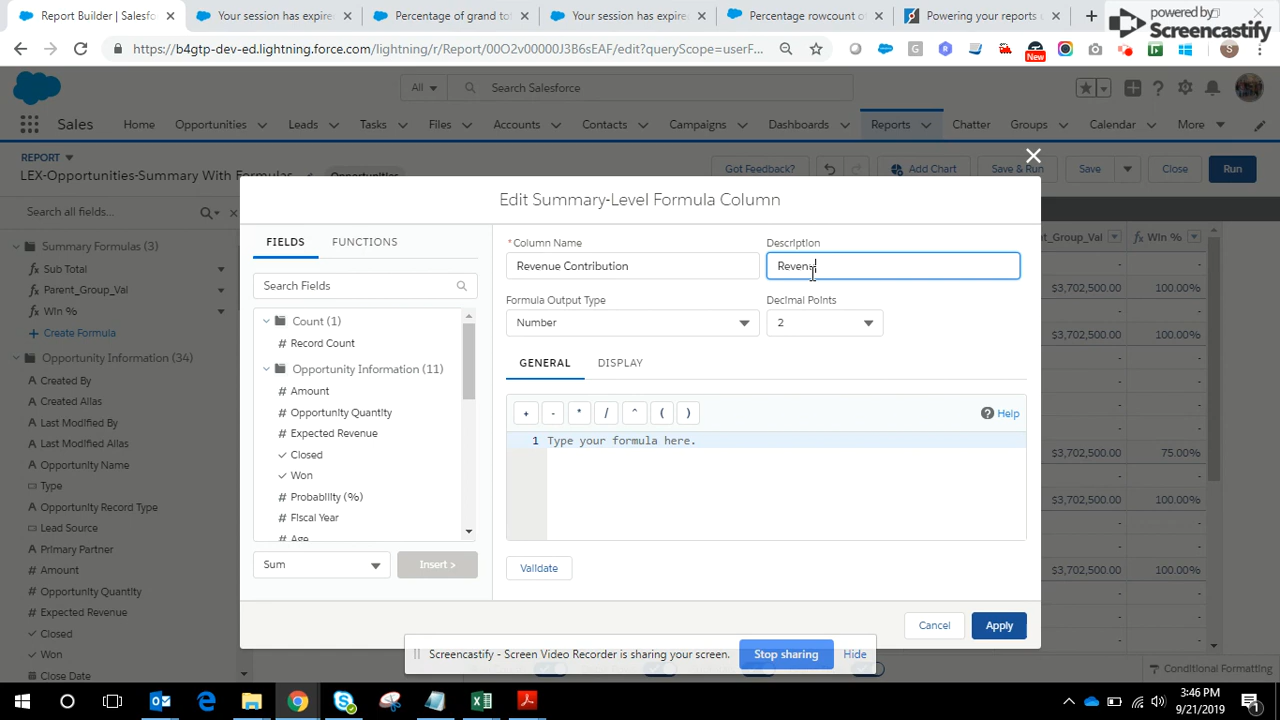 Report Builder | Salesfo
Your session has expire
Percentage of grand to
Your session has expire
Percentage rowcount o
Powering your reports
powered by
Screencastify
https://b4gtp-dev-ed.lightning.force.com/lightning/r/Report/00O2v00000J3B6sEAF/edit?queryScope=userF...
New
S
All
Search Salesforce
Sales
Home
Opportunities
Leads
Tasks
Files
Accounts
Contacts
Campaigns
Dashboards
Reports
Chatter
Groups
Calendar
More
REPORT
LEX-Opportunities-Summary With Formulas
Opportunities
Got Feedback?
Add Chart
Save & Run
Save
Close
Run
Search all fields...
Summary Formulas (3)
Sub Total
Parent_Group_Val
Win %
Create Formula
Opportunity Information (34)
Created By
Created Alias
Last Modified By
Last Modified Alias
Opportunity Name
Type
Opportunity Record Type
Lead Source
Primary Partner
Amount
Opportunity Quantity
Expected Revenue
Closed
Won
Close Date
Edit Summary-Level Formula Column
FIELDS
FUNCTIONS
Search Fields
Count (1)
Record Count
Opportunity Information (11)
Amount
Opportunity Quantity
Expected Revenue
Closed
Won
Probability (%)
Fiscal Year
Age
Sum
Insert >
* Column Name
Revenue Contribution
Description
Revenu
Formula Output Type
Number
Decimal Points
2
GENERAL
DISPLAY
+ - * / ^ ( )
Help
1 Type your formula here.
Validate
Cancel
Apply
nt_Group_Val
fx Win %
- -
$3,702,500.00 100.00%
- -
$3,702,500.00 100.00%
- -
- -
- -
- -
$3,702,500.00 75.00%
- -
$3,702,500.00 100.00%
- -
- -
$3,702,500.00 100.00%
- -
- -
- -
Conditional Formatting
Screencastify - Screen Video Recorder is sharing your screen.
Stop sharing
Hide
3:46 PM
9/21/2019
1